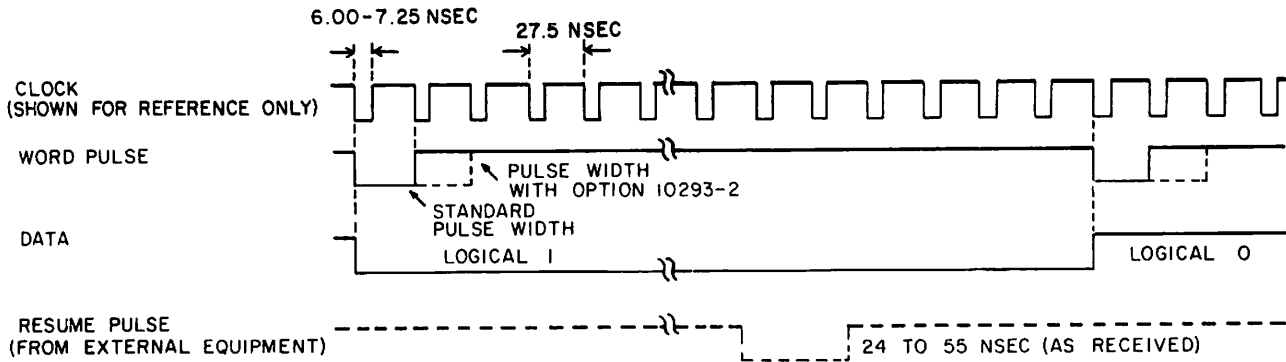 6.00-7.25 NSEC
27.5 NSEC
CLOCK
(SHOWN FOR REFERENCE ONLY)
WORD PULSE
PULSE WIDTH
WITH OPTION 10293-2
STANDARD
PULSE WIDTH
DATA
LOGICAL 1
LOGICAL 0
RESUME PULSE
(FROM EXTERNAL EQUIPMENT)
24 TO 55 NSEC (AS RECEIVED)